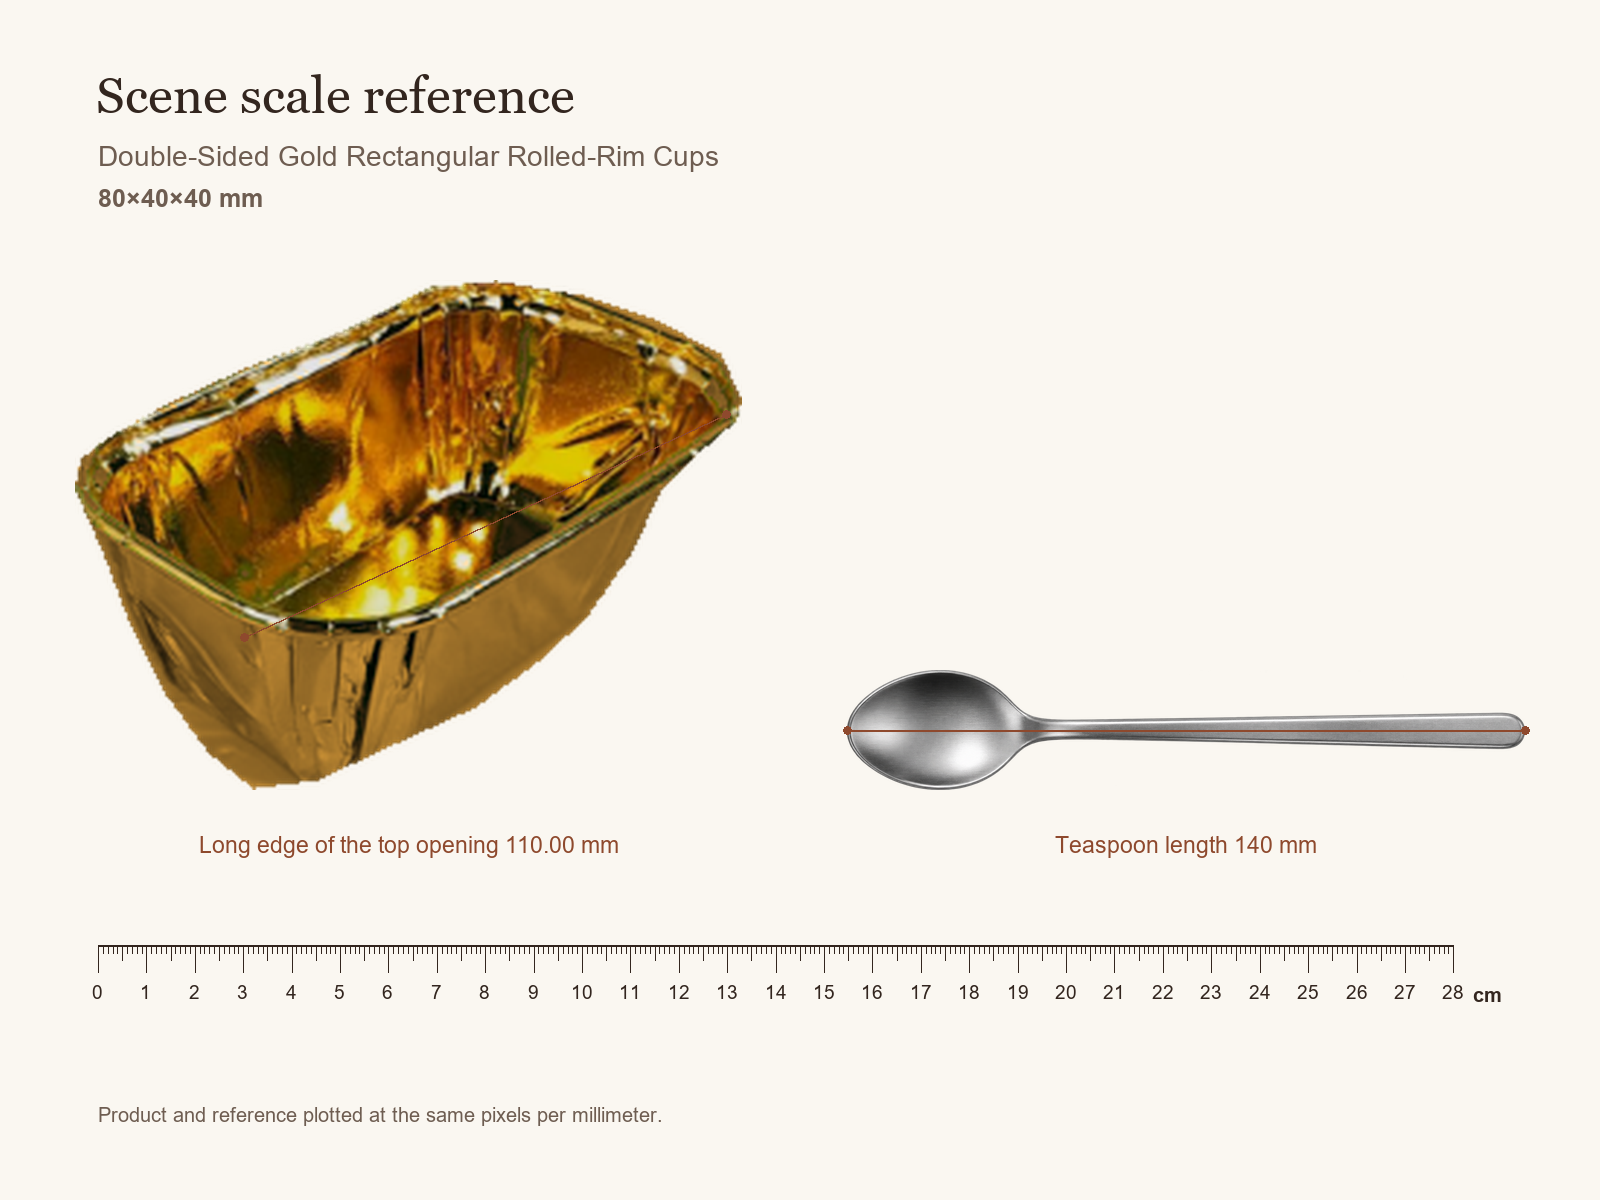 Scene scale reference
Double-Sided Gold Rectangular Rolled-Rim Cups
80×40×40 mm
Long edge of the top opening 110.00 mm
Teaspoon length 140 mm
0 1 2 3 4 5 6 7 8 9 10 11 12 13 14 15 16 17 18 19 20 21 22 23 24 25 26 27 28 cm
Product and reference plotted at the same pixels per millimeter.